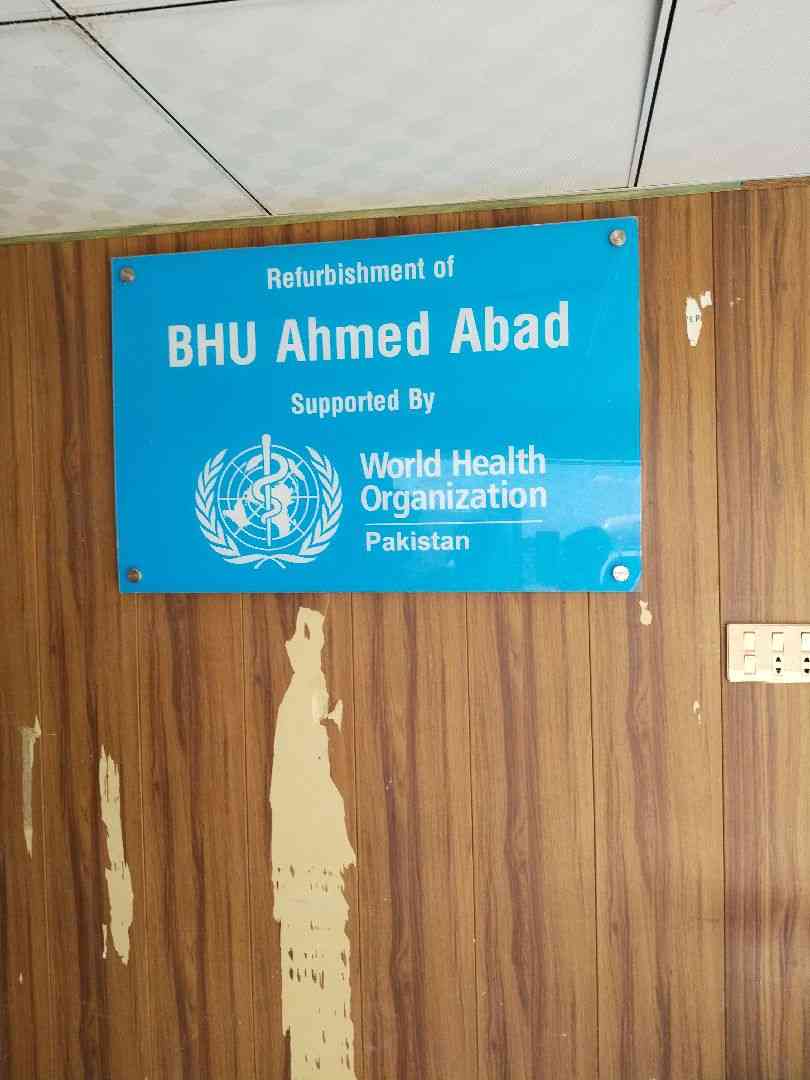 Refurbishment of
BHU Ahmed Abad
Supported By
World Health
Organization
Pakistan